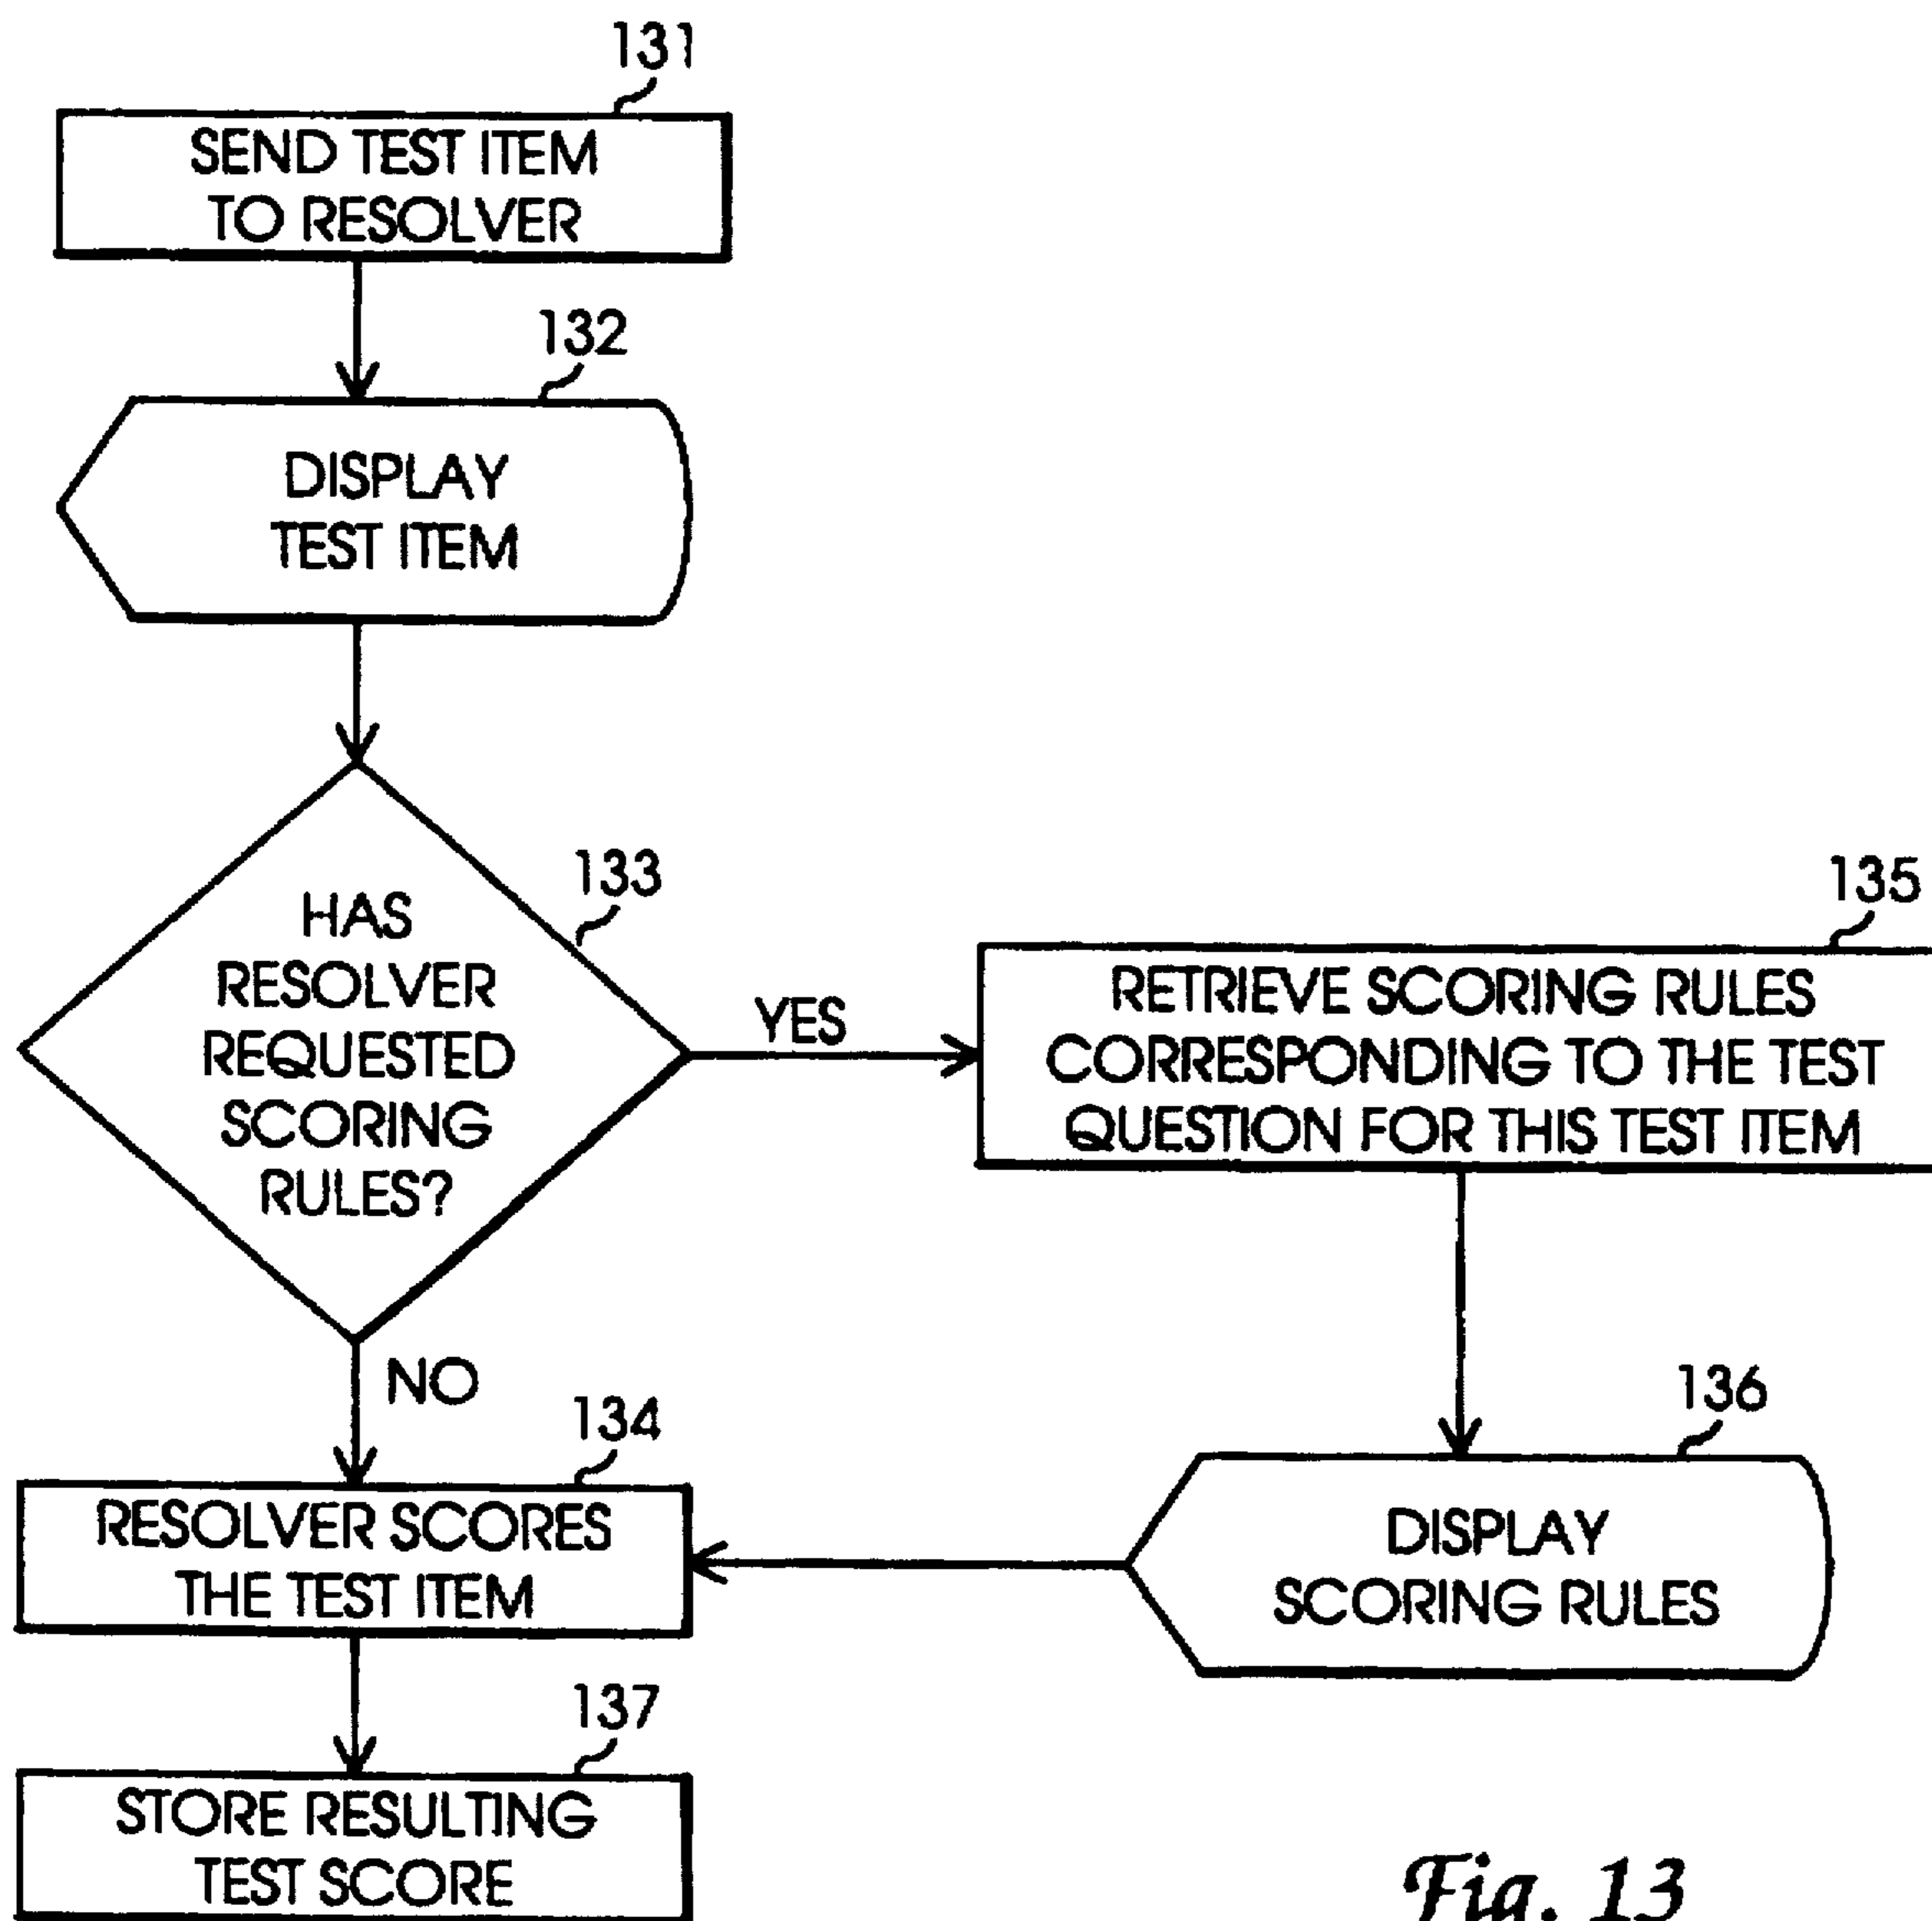 131
SEND TEST ITEM
TO RESOLVER
132
DISPLAY
TEST ITEM
133
HAS
RESOLVER
REQUESTED
SCORING
RULES?
YES
135
RETRIEVE SCORING RULES
CORRESPONDING TO THE TEST
QUESTION FOR THIS TEST ITEM
NO
134
RESOLVER SCORES
THE TEST ITEM
136
DISPLAY
SCORING RULES
137
STORE RESULTING
TEST SCORE
Fig. 13